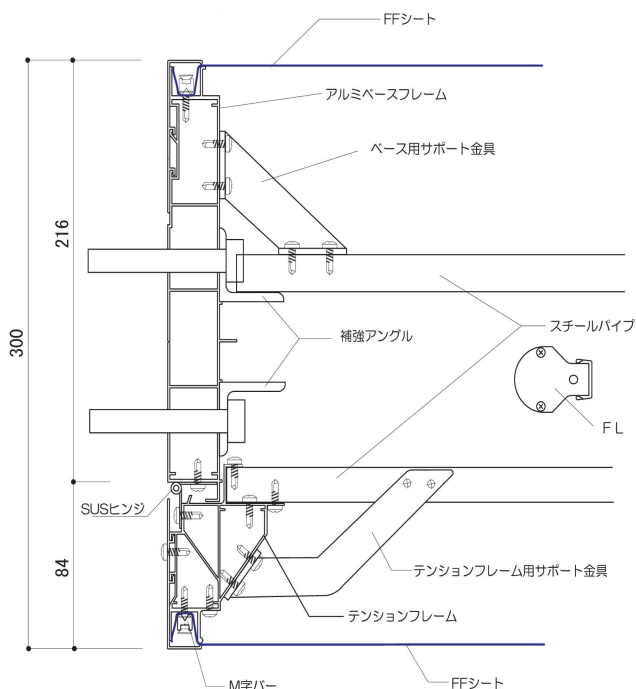 FFシート
アルミベースフレーム
ベース用サポート金具
216
300
スチールパイプ
補強アングル
FL
SUSヒンジ
84
テンションフレーム用サポート金具
テンションフレーム
M字バー
FFシート